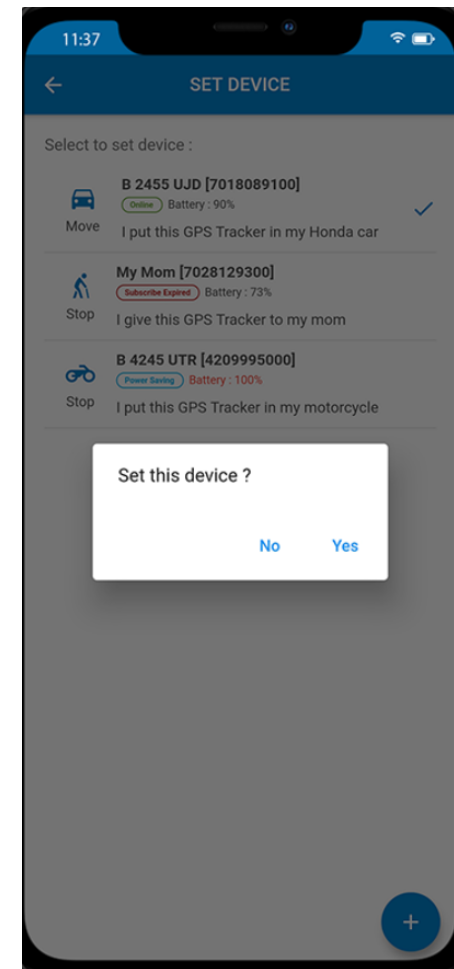 11:37
SET DEVICE
Select to set device :
B 2455 UJD [7018089100]
Online Battery : 90%
Move
I put this GPS Tracker in my Honda car
My Mom [7028129300]
Subscribe Expired Battery : 73%
Stop
I give this GPS Tracker to my mom
B 4245 UTR [4209995000]
Power Saving Battery : 100%
Stop
I put this GPS Tracker in my motorcycle
Set this device ?
No Yes
+